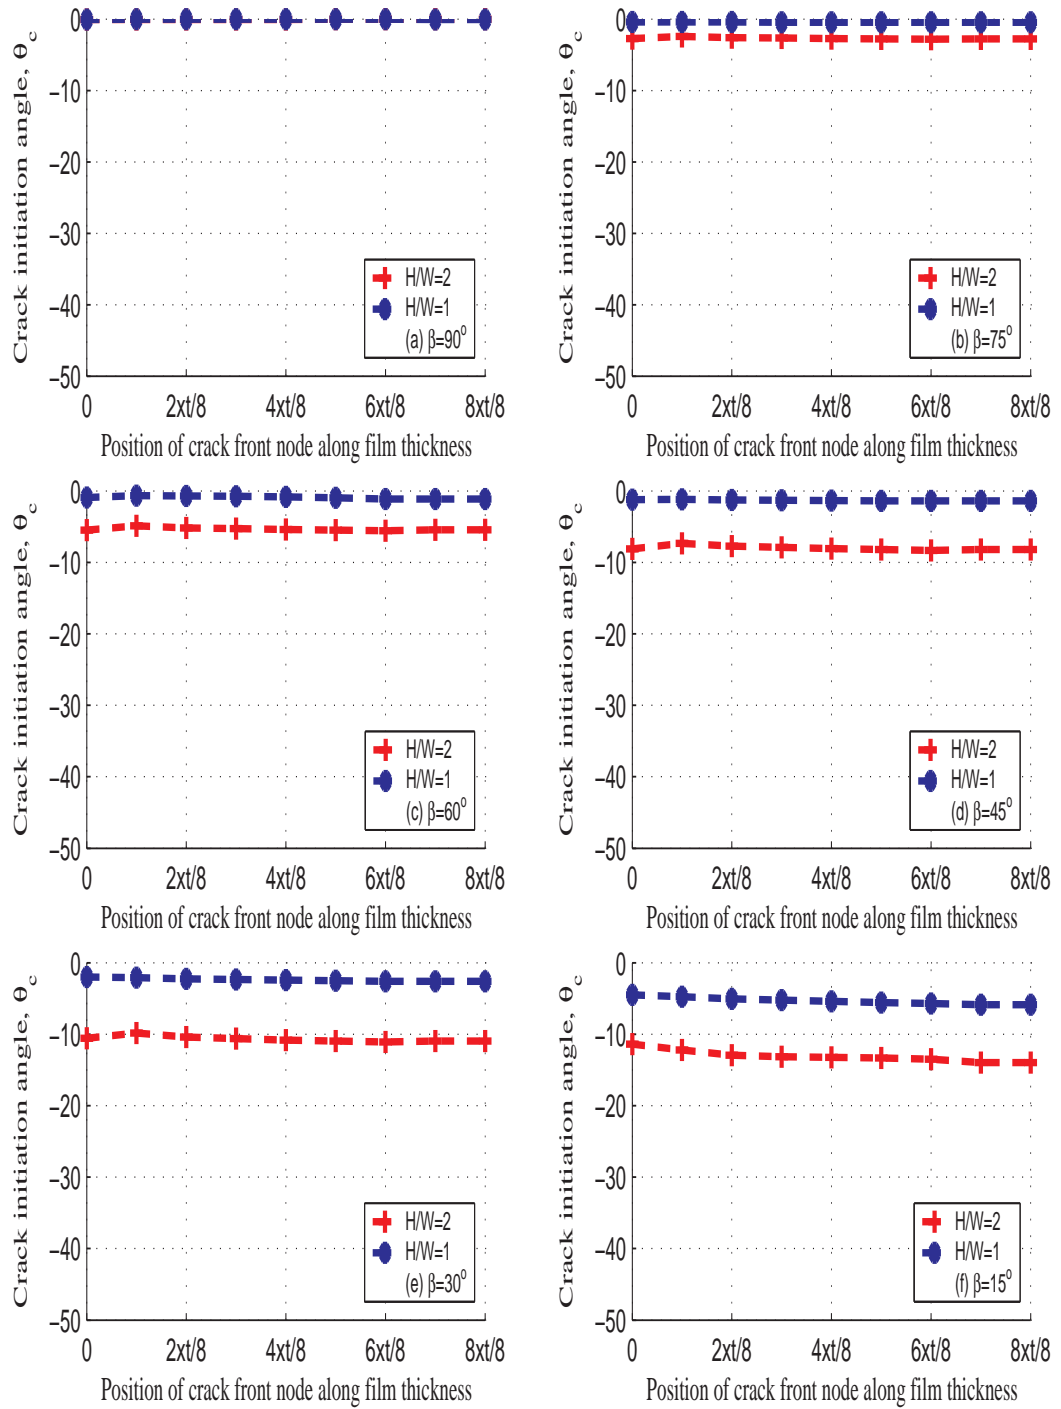 Crack initiation angle, θc
0
−10
−20
−30
−40
−50
H/W=2
H/W=1
(a) β=90o
0 2xt/8 4xt/8 6xt/8 8xt/8
Position of crack front node along film thickness
Crack initiation angle, θc
0
−10
−20
−30
−40
−50
H/W=2
H/W=1
(b) β=75o
0 2xt/8 4xt/8 6xt/8 8xt/8
Position of crack front node along film thickness
Crack initiation angle, θc
0
−10
−20
−30
−40
−50
H/W=2
H/W=1
(c) β=60o
0 2xt/8 4xt/8 6xt/8 8xt/8
Position of crack front node along film thickness
Crack initiation angle, θc
0
−10
−20
−30
−40
−50
H/W=2
H/W=1
(d) β=45o
0 2xt/8 4xt/8 6xt/8 8xt/8
Position of crack front node along film thickness
Crack initiation angle, θc
0
−10
−20
−30
−40
−50
H/W=2
H/W=1
(e) β=30o
0 2xt/8 4xt/8 6xt/8 8xt/8
Position of crack front node along film thickness
Crack initiation angle, θc
0
−10
−20
−30
−40
−50
H/W=2
H/W=1
(f) β=15o
0 2xt/8 4xt/8 6xt/8 8xt/8
Position of crack front node along film thickness